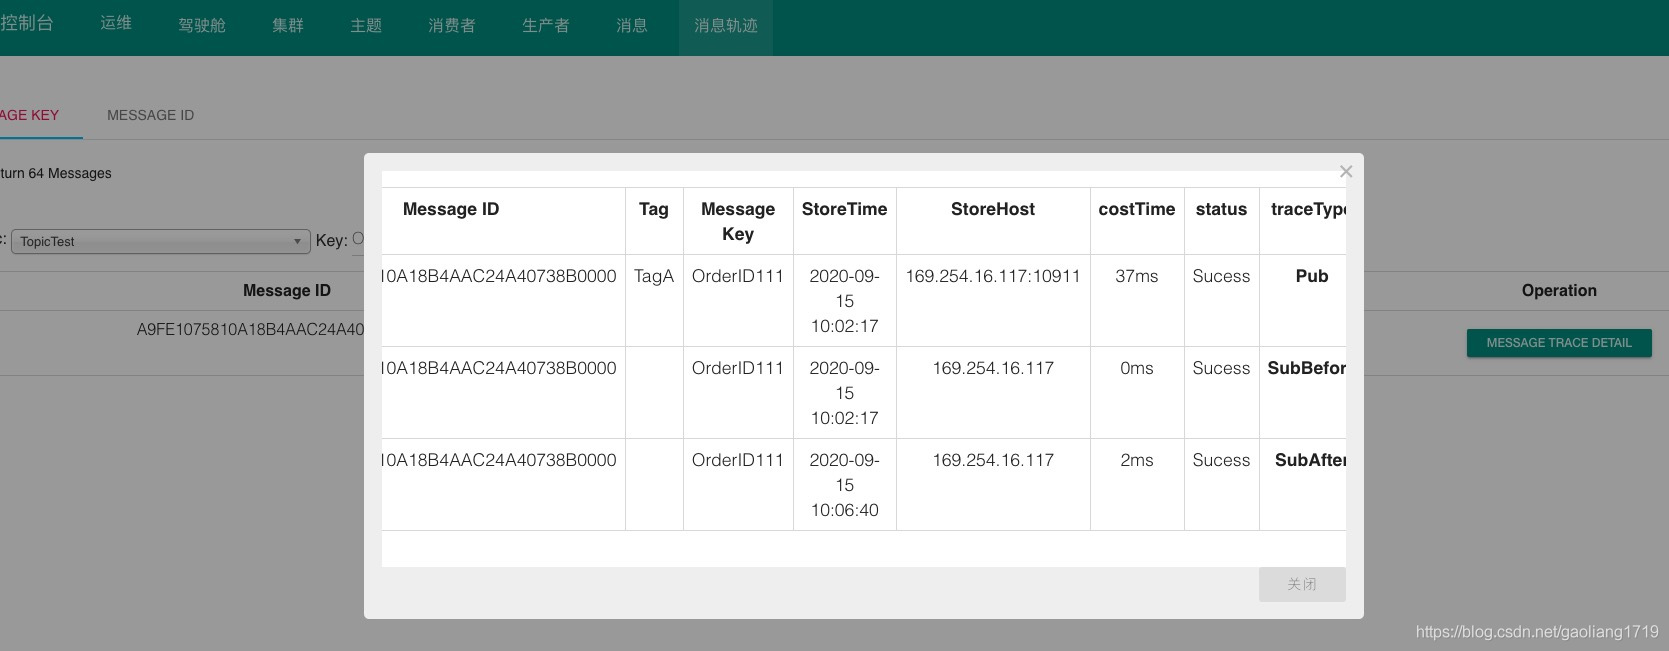 控制台 运维 驾驶舱 集群 主题 消费者 生产者 消息 消息轨迹
AGE KEY MESSAGE ID
turn 64 Messages
: TopicTest Key: O
Message ID Operation
A9FE1075810A18B4AAC24A40 MESSAGE TRACE DETAIL
×
Message ID Tag Message StoreTime StoreHost costTime status traceType
Key
10A18B4AAC24A40738B0000 TagA OrderID111 2020-09- 169.254.16.117:10911 37ms Sucess Pub
15
10:02:17
10A18B4AAC24A40738B0000 OrderID111 2020-09- 169.254.16.117 0ms Sucess SubBefor
15
10:02:17
10A18B4AAC24A40738B0000 OrderID111 2020-09- 169.254.16.117 2ms Sucess SubAfter
15
10:06:40
关闭
https://blog.csdn.net/gaoliang1719